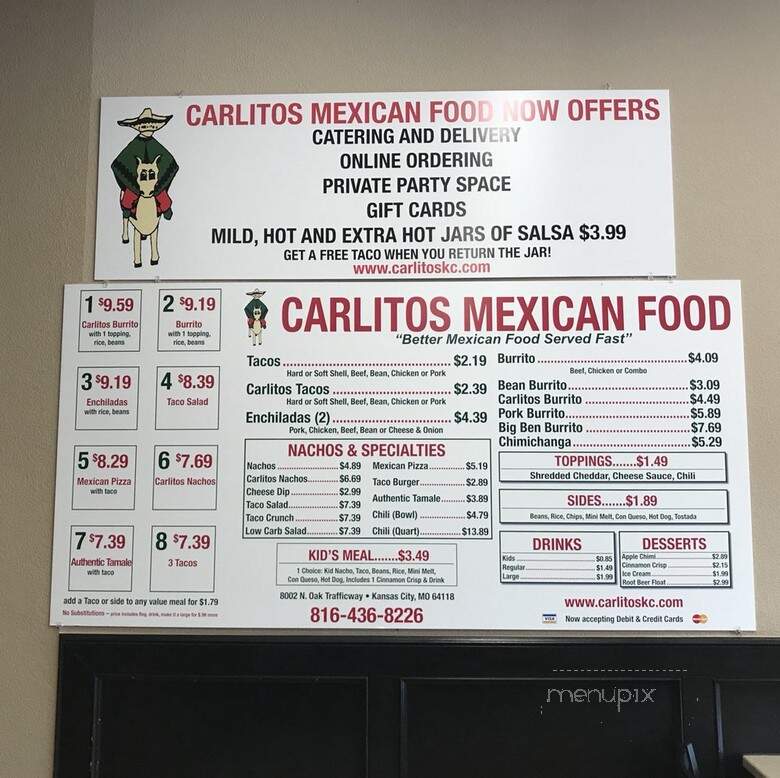 CARLITOS MEXICAN FOOD NOW OFFERS
CATERING AND DELIVERY
ONLINE ORDERING
PRIVATE PARTY SPACE
GIFT CARDS
MILD, HOT AND EXTRA HOT JARS OF SALSA $3.99
GET A FREE TACO WHEN YOU RETURN THE JAR!
www.carlitoskc.com
1 $9.59
Carlitos Burrito
with 1 topping,
rice, beans
2 $9.19
Burrito
with 1 topping,
rice, beans
3 $9.19
Enchiladas
with rice, beans
4 $8.39
Taco Salad
5 $8.29
Mexican Pizza
with taco
6 $7.69
Carlitos Nachos
7 $7.39
Authentic Tamale
with taco
8 $7.39
3 Tacos
add a Taco or side to any value meal for $1.79
No Substitutions - price includes Reg. drink, make it a large for $.50 more
CARLITOS MEXICAN FOOD
"Better Mexican Food Served Fast"
Tacos $2.19
Hard or Soft Shell, Beef, Bean, Chicken or Pork
Carlitos Tacos $2.39
Hard or Soft Shell, Beef, Bean, Chicken or Pork
Enchiladas (2) $4.39
Pork, Chicken, Beef, Bean or Cheese & Onion
Burrito $4.09
Beef, Chicken or Combo
Bean Burrito $3.09
Carlitos Burrito $4.49
Pork Burrito $5.89
Big Ben Burrito $7.69
Chimichanga $5.29
NACHOS & SPECIALTIES
Nachos $4.89
Carlitos Nachos $6.69
Cheese Dip $2.99
Taco Salad $7.39
Taco Crunch $7.39
Low Carb Salad $7.39
Mexican Pizza $5.19
Taco Burger $2.89
Authentic Tamale $3.89
Chili (Bowl) $4.79
Chili (Quart) $13.89
TOPPINGS......$1.49
Shredded Cheddar, Cheese Sauce, Chili
SIDES......$1.89
Beans, Rice, Chips, Mini Melt, Con Queso, Hot Dog, Tostada
KID'S MEAL.......$3.49
1 Choice: Kid Nacho, Taco, Beans, Rice, Mini Melt,
Con Queso, Hot Dog, Includes 1 Cinnamon Crisp & Drink
DRINKS
Kids $0.85
Regular $1.49
Large $1.99
DESSERTS
Apple Chimi $2.89
Cinnamon Crisp $2.15
Ice Cream $1.99
Root Beer Float $2.99
8002 N. Oak Trafficway • Kansas City, MO 64118
816-436-8226
www.carlitoskc.com
VISA Now accepting Debit & Credit Cards
menupix